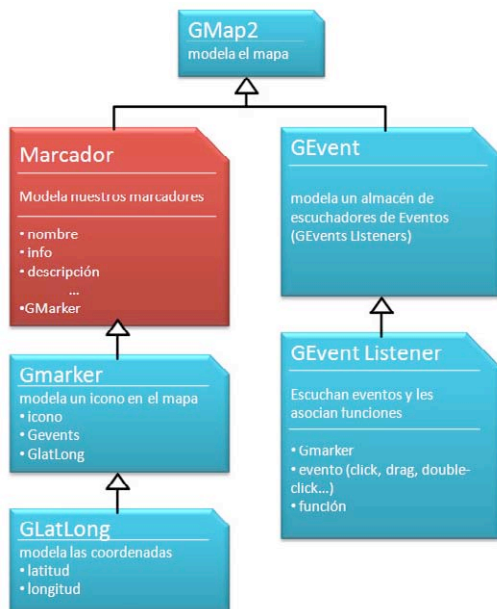 GMap2
modela el mapa
Marcador
Modela nuestros marcadores
• nombre
• info
• descripción
...
•GMarker
GEvent
modela un almacén de
escuchadores de Eventos
(GEvents LIsteners)
Gmarker
modela un icono en el mapa
• icono
• Gevents
• GlatLong
GEvent Listener
Escuchan eventos y les
asocian funciones
• Gmarker
• evento (click, drag, double-
click...)
• función
GLatLong
modela las coordenadas
• latitud
• longitud